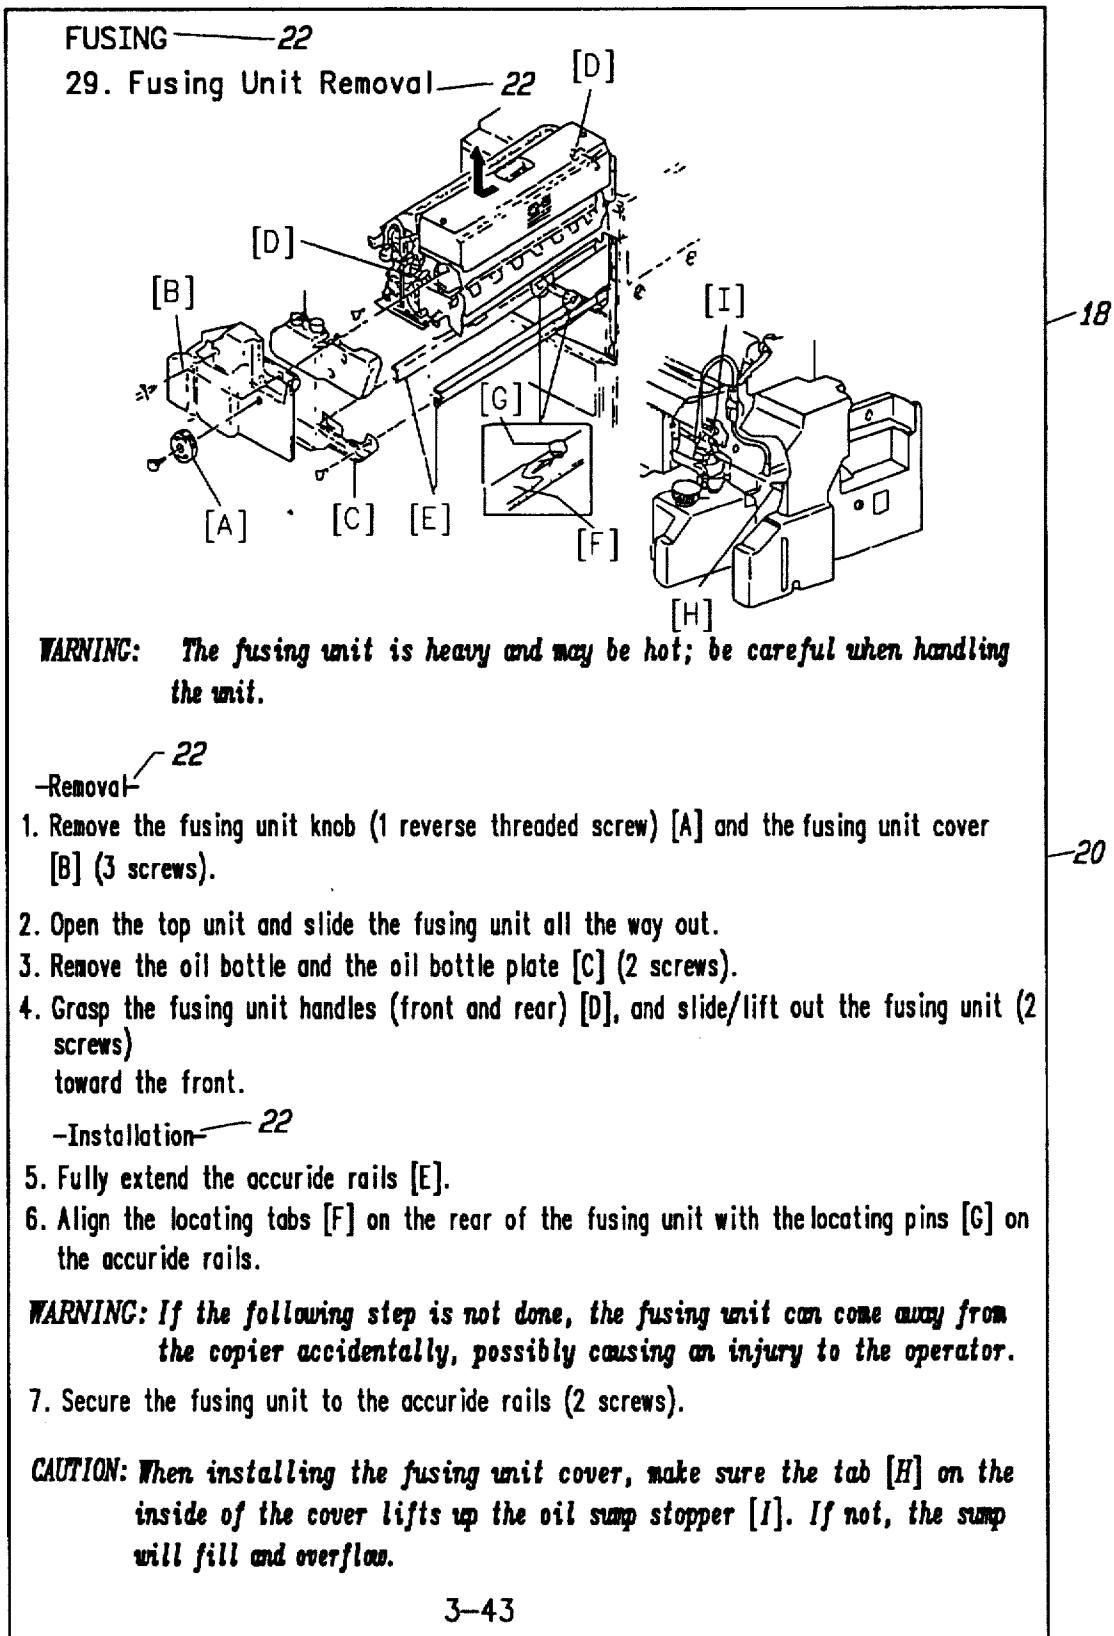 FUSING 22
29. Fusing Unit Removal 22
[D]
[D]
[B]
[I]
18
[G]
[A]
[C]
[E]
[F]
[H]
WARNING: The fusing unit is heavy and may be hot; be careful when handling
the unit.
22
-Removal-
1. Remove the fusing unit knob (1 reverse threaded screw) [A] and the fusing unit cover
[B] (3 screws).
20
2. Open the top unit and slide the fusing unit all the way out.
3. Remove the oil bottle and the oil bottle plate [C] (2 screws).
4. Grasp the fusing unit handles (front and rear) [D], and slide/lift out the fusing unit (2
screws)
toward the front.
-Installation- 22
5. Fully extend the accuride rails [E].
6. Align the locating tabs [F] on the rear of the fusing unit with the locating pins [G] on
the accuride rails.
WARNING: If the following step is not done, the fusing unit can come away from
the copier accidentally, possibly causing an injury to the operator.
7. Secure the fusing unit to the accuride rails (2 screws).
CAUTION: When installing the fusing unit cover, make sure the tab [H] on the
inside of the cover lifts up the oil sump stopper [I]. If not, the sump
will fill and overflow.
3-43